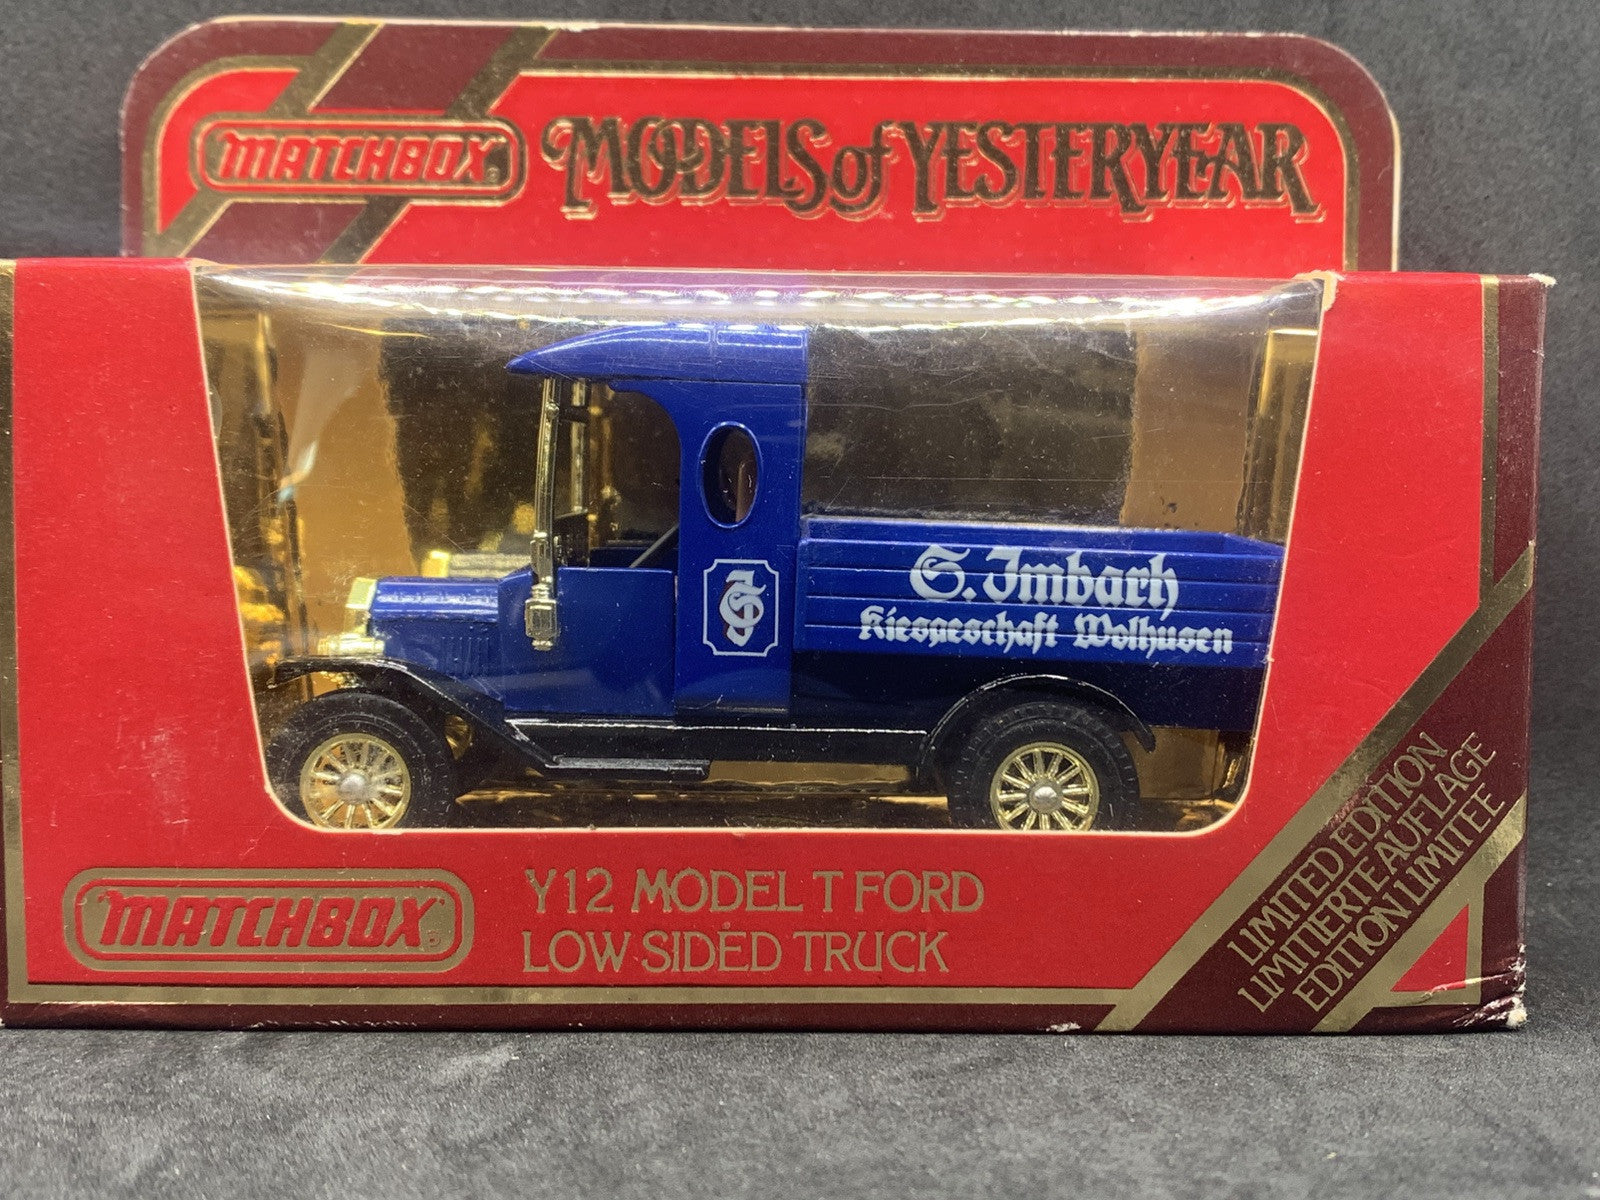 MATCHBOX®
MODELS of YESTERYEAR
S. Imbach
Kiesgeschäft Wolhusen
MATCHBOX®
Y12 MODEL T FORD
LOW SIDED TRUCK
LIMITED EDITION
LIMITIERTE AUFLAGE
EDITION LIMITEE